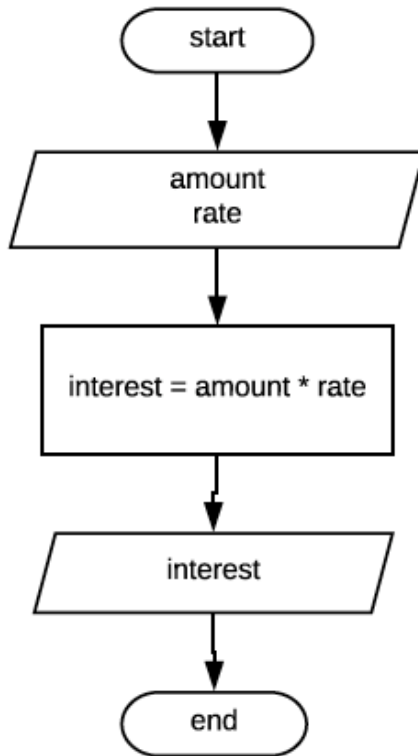 start
amount
rate
interest = amount * rate
interest
end